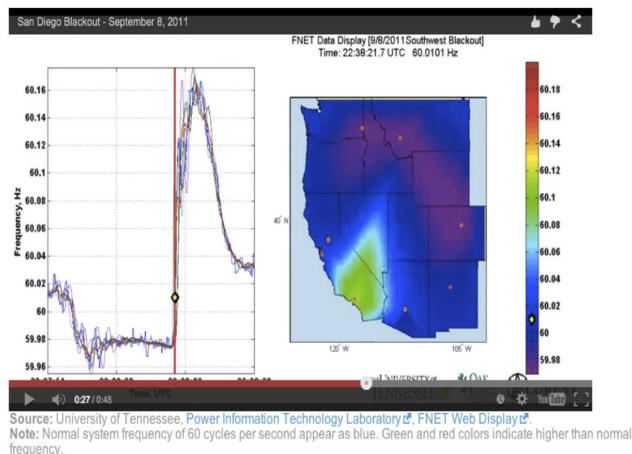 San Diego Blackout - September 8, 2011
FNET Data Display [9/8/2011 Southwest Blackout]
Time: 22:38:21.7 UTC 60.0101 Hz
Frequency, Hz
60.16
60.14
60.12
60.1
60.08
60.06
60.04
60.02
60
59.98
59.96
Time, UTC
40° N
120° W
105° W
60.18
60.16
60.14
60.12
60.1
60.08
60.06
60.04
60.02
60
59.98
UNIVERSITY of
TENNESSEE
OAK
0:27 / 0:45
YouTube
Source: University of Tennessee, Power Information Technology Laboratory, FNET Web Display.
Note: Normal system frequency of 60 cycles per second appear as blue. Green and red colors indicate higher than normal
frequency.